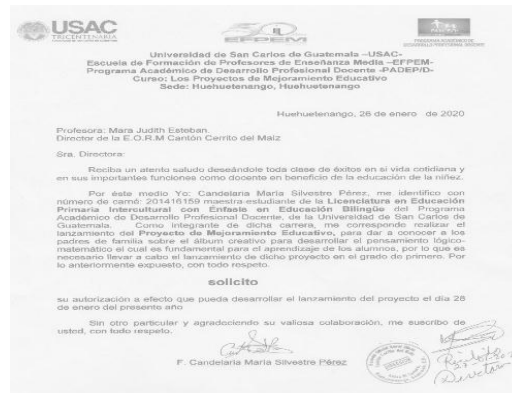 USAC
TRICENTENARIA
EFPEM
Universidad de San Carlos de Guatemala –USAC-
Escuela de Formación de Profesores de Enseñanza Media –EFPEM-
Programa Académico de Desarrollo Profesional Docente -PADEP/D-
Curso: Los Proyectos de Mejoramiento Educativo
Sede: Huehuetenango, Huehuetenango
Huehuetenango, 26 de enero de 2020
Profesora: Mara Judith Esteban.
Director de la E.O.R.M Cantón Cerrito del Maíz
Sra. Directora:
Reciba un atento saludo deseándole toda clase de éxitos en si vida cotidiana y
en sus importantes funciones como docente en beneficio de la educación de la niñez.
Por éste medio Yo: Candelaria María Silvestre Pérez, me identifico con
número de carné: 201416159 maestra-estudiante de la Licenciatura en Educación
Primaria Intercultural con Énfasis en Educación Bilingüe del Programa
Académico de Desarrollo Profesional Docente, de la Universidad de San Carlos de
Guatemala. Como integrante de dicha carrera, me corresponde realizar el
lanzamiento del Proyecto de Mejoramiento Educativo, para dar a conocer a los
padres de familia sobre el álbum creativo para desarrollar el pensamiento lógico-
matemático el cual es fundamental para el aprendizaje de los alumnos, por lo que es
necesario llevar a cabo el lanzamiento de dicho proyecto en el grado de primero. Por
lo anteriormente expuesto, con todo respeto.
solicito
su autorización a efecto que pueda desarrollar el lanzamiento del proyecto el día 28
de enero del presente año
Sin otro particular y agradeciendo su valiosa colaboración, me suscribo de
usted, con todo respeto.
F. Candelaria María Silvestre Pérez
Director